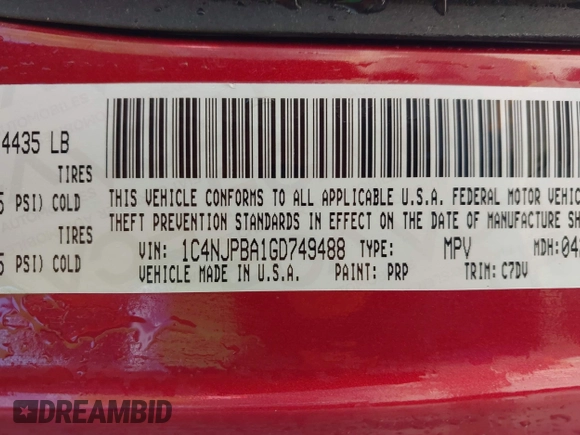 4435 LB
TIRES
PSI) COLD
TIRES
PSI) COLD
THIS VEHICLE CONFORMS TO ALL APPLICABLE U.S.A. FEDERAL MOTOR VEHIC
THEFT PREVENTION STANDARDS IN EFFECT ON THE DATE OF MANUFACTURE SH
VIN: 1C4NJPBA1GD749488 TYPE: MPV MDH: 04
VEHICLE MADE IN U.S.A. PAINT: PRP TRIM: C7DV
DREAMBID